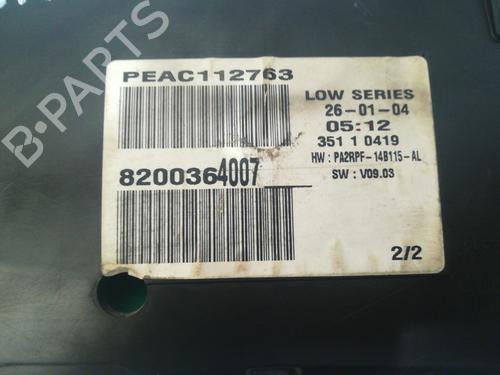 PEAC112763
8200364007
LOW SERIES
26-01-04
05:12
351 1 0419
HW : PA2RPF-14B115-AL
SW : V09.03
2/2
B-PARTS